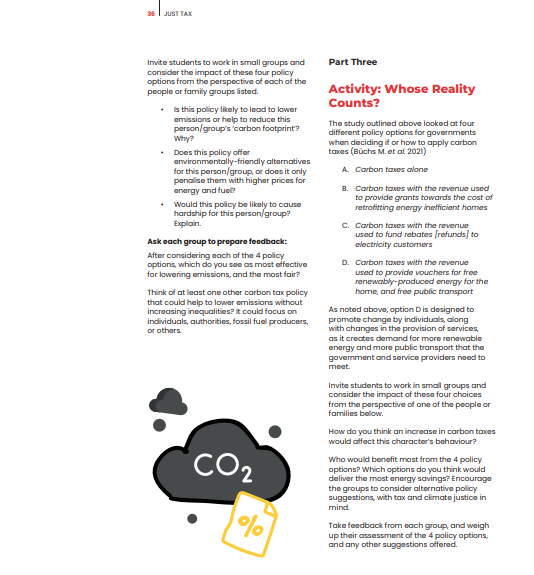 36 JUST TAX
Invite students to work in small groups and
consider the impact of these four policy
options from the perspective of each of the
people or family groups listed.
• Is this policy likely to lead to lower
emissions or help to reduce this
person/group's 'carbon footprint'?
Why?
• Does this policy offer
environmentally-friendly alternatives
for this person/group, or does it only
penalise them with higher prices for
energy and fuel?
• Would this policy be likely to cause
hardship for this person/group?
Explain.
Ask each group to prepare feedback:
After considering each of the 4 policy
options, which do you see as most effective
for lowering emissions, and the most fair?
Think of at least one other carbon tax policy
that could help to lower emissions without
increasing inequalities? It could focus on
individuals, authorities, fossil fuel producers,
or others.
CO2
%
Part Three
Activity: Whose Reality
Counts?
The study outlined above looked at four
different policy options for governments
when deciding if or how to apply carbon
taxes (Büchs M. et al. 2021)
A. Carbon taxes alone
B. Carbon taxes with the revenue used
to provide grants towards the cost of
retrofitting energy inefficient homes
C. Carbon taxes with the revenue
used to fund rebates [refunds] to
electricity customers
D. Carbon taxes with the revenue
used to provide vouchers for free
renewably-produced energy for the
home, and free public transport
As noted above, option D is designed to
promote change by individuals, along
with changes in the provision of services,
as it creates demand for more renewable
energy and more public transport that the
government and service providers need to
meet.
Invite students to work in small groups and
consider the impact of these four choices
from the perspective of one of the people or
families below.
How do you think an increase in carbon taxes
would affect this character's behaviour?
Who would benefit most from the 4 policy
options? Which options do you think would
deliver the most energy savings? Encourage
the groups to consider alternative policy
suggestions, with tax and climate justice in
mind.
Take feedback from each group, and weigh
up their assessment of the 4 policy options,
and any other suggestions offered.